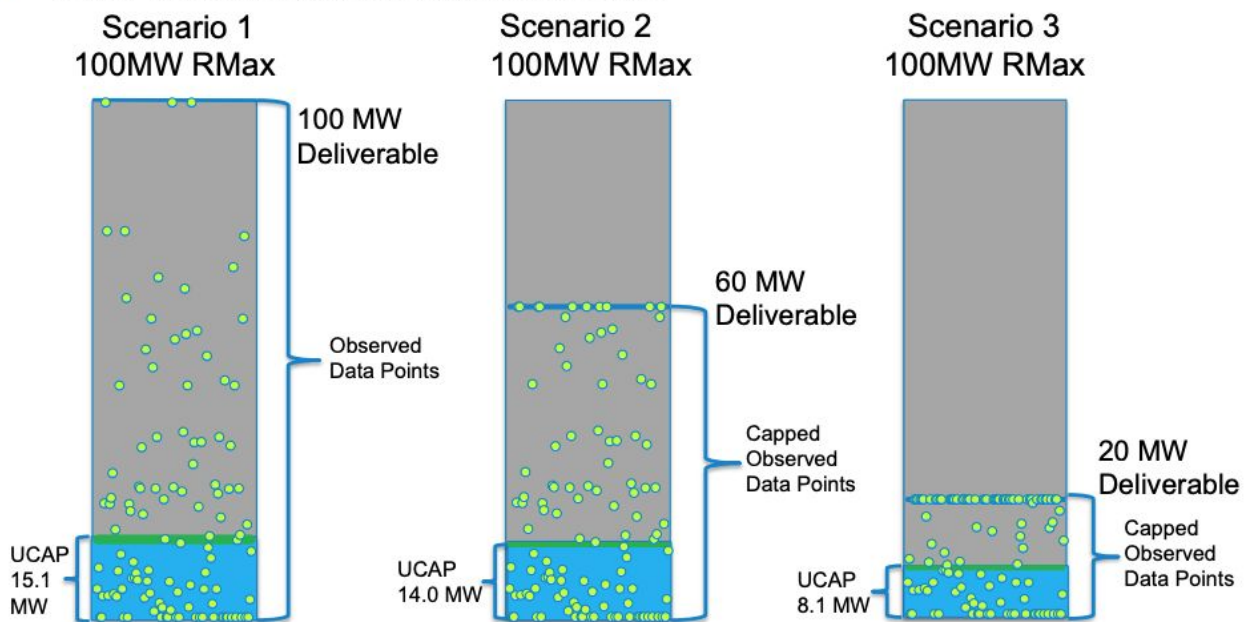 Scenario 1
100MW RMax
100 MW
Deliverable
Observed
Data Points
UCAP
15.1
MW
Scenario 2
100MW RMax
60 MW
Deliverable
Capped
Observed
Data Points
UCAP
14.0 MW
Scenario 3
100MW RMax
20 MW
Deliverable
Capped
Observed
Data Points
UCAP
8.1 MW